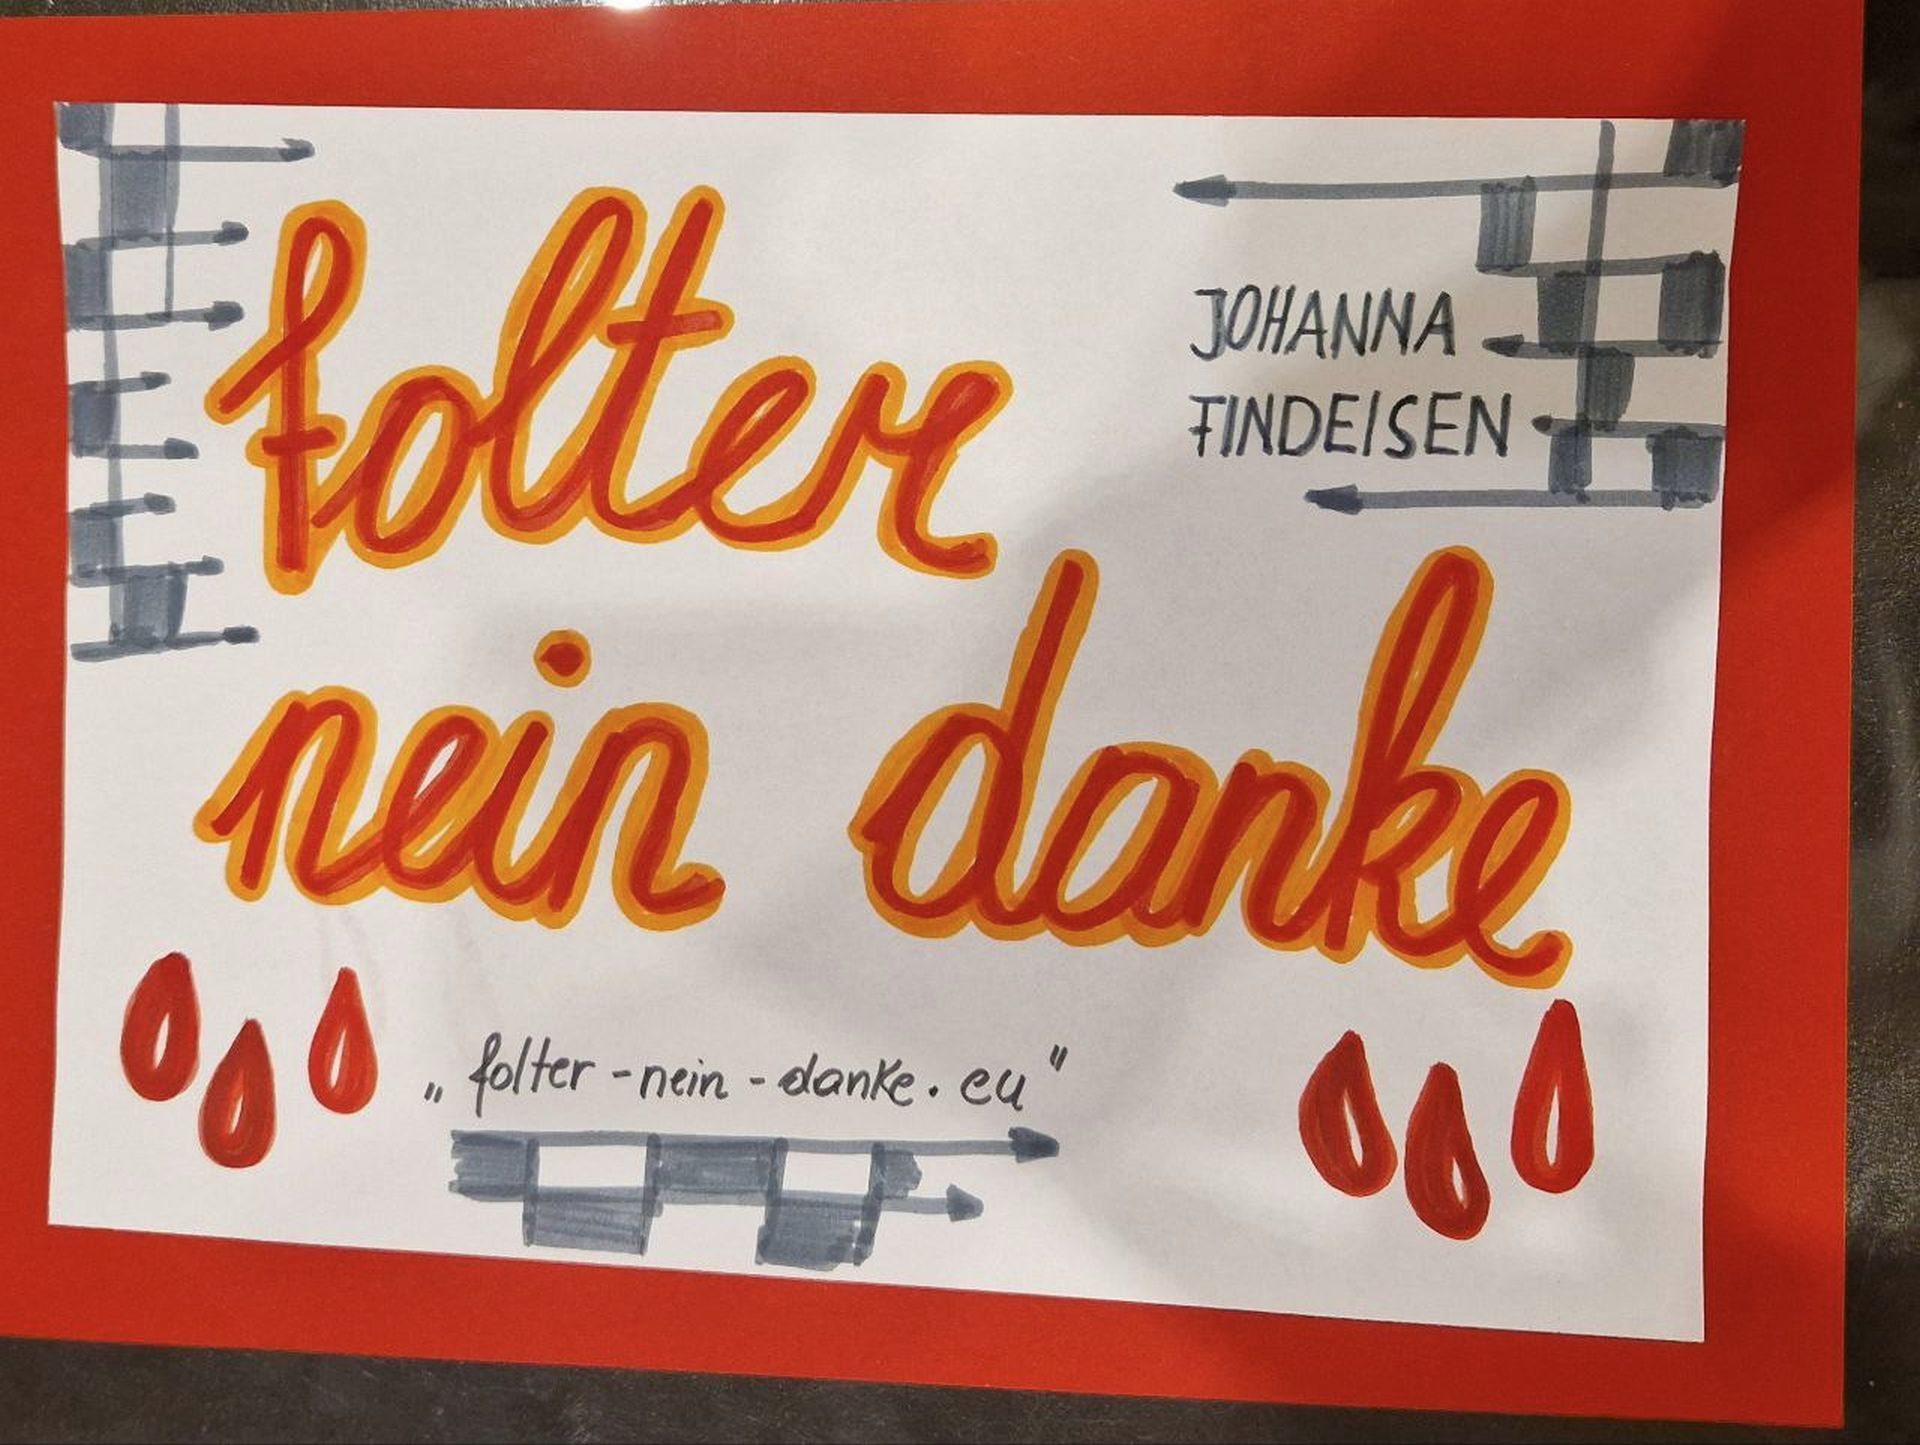 folter
JOHANNA
FINDEISEN
nein danke
„folter-nein-danke.eu"